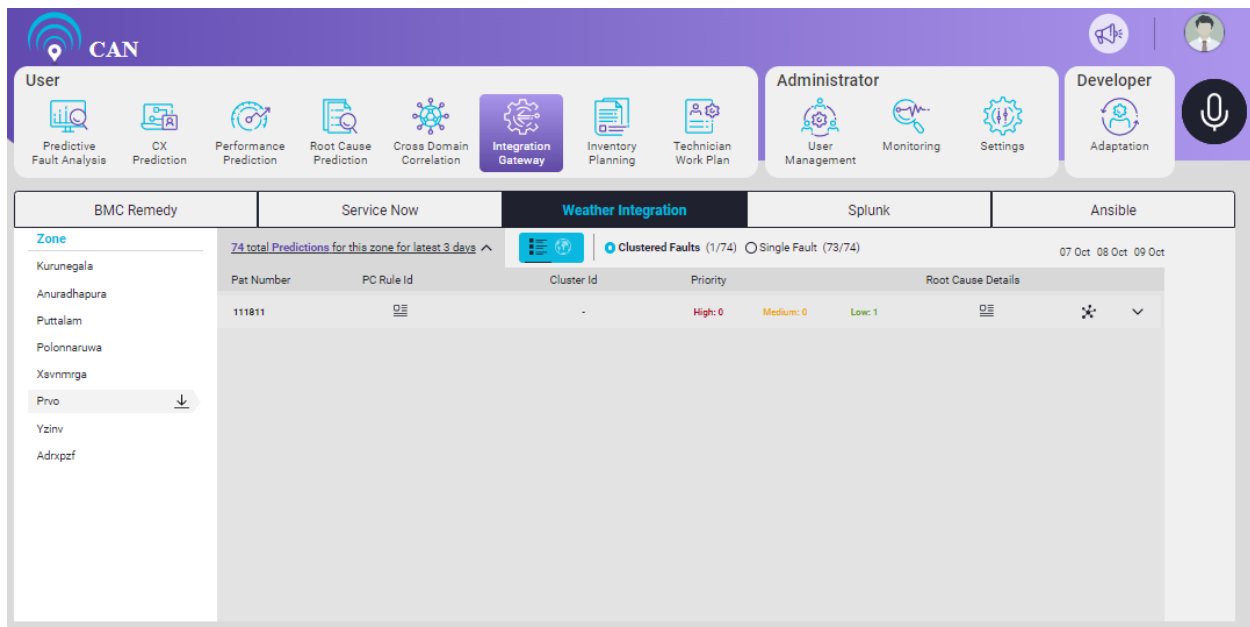 CAN
User
Administrator
Developer
Predictive Fault Analysis
CX Prediction
Performance Prediction
Root Cause Prediction
Cross Domain Correlation
Integration Gateway
Inventory Planning
Technician Work Plan
User Management
Monitoring
Settings
Adaptation
BMC Remedy
Service Now
Weather Integration
Splunk
Ansible
Zone
Kurunegala
Anuradhapura
Puttalam
Polonnaruwa
Xsvnmrga
Prvo
Yzinv
Adrxpzf
74 total Predictions for this zone for latest 3 days
Clustered Faults (1/74) Single Fault (73/74)
07 Oct 08 Oct 09 Oct
Pat Number PC Rule Id Cluster Id Priority Root Cause Details
111811 - High: 0 Medium: 0 Low: 1